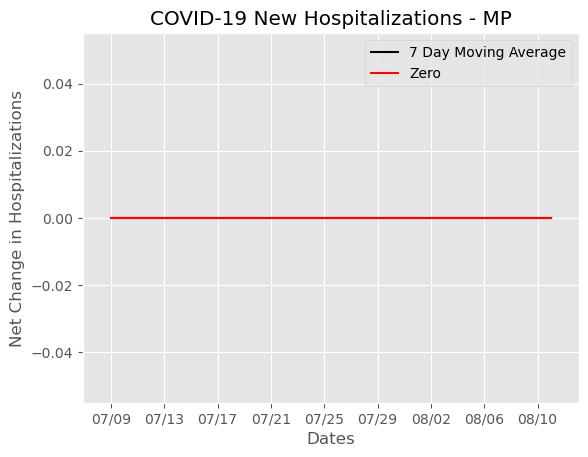 COVID-19 New Hospitalizations - MP
7 Day Moving Average
Zero
Net Change in Hospitalizations
0.04
0.02
0.00
−0.02
−0.04
07/09 07/13 07/17 07/21 07/25 07/29 08/02 08/06 08/10
Dates